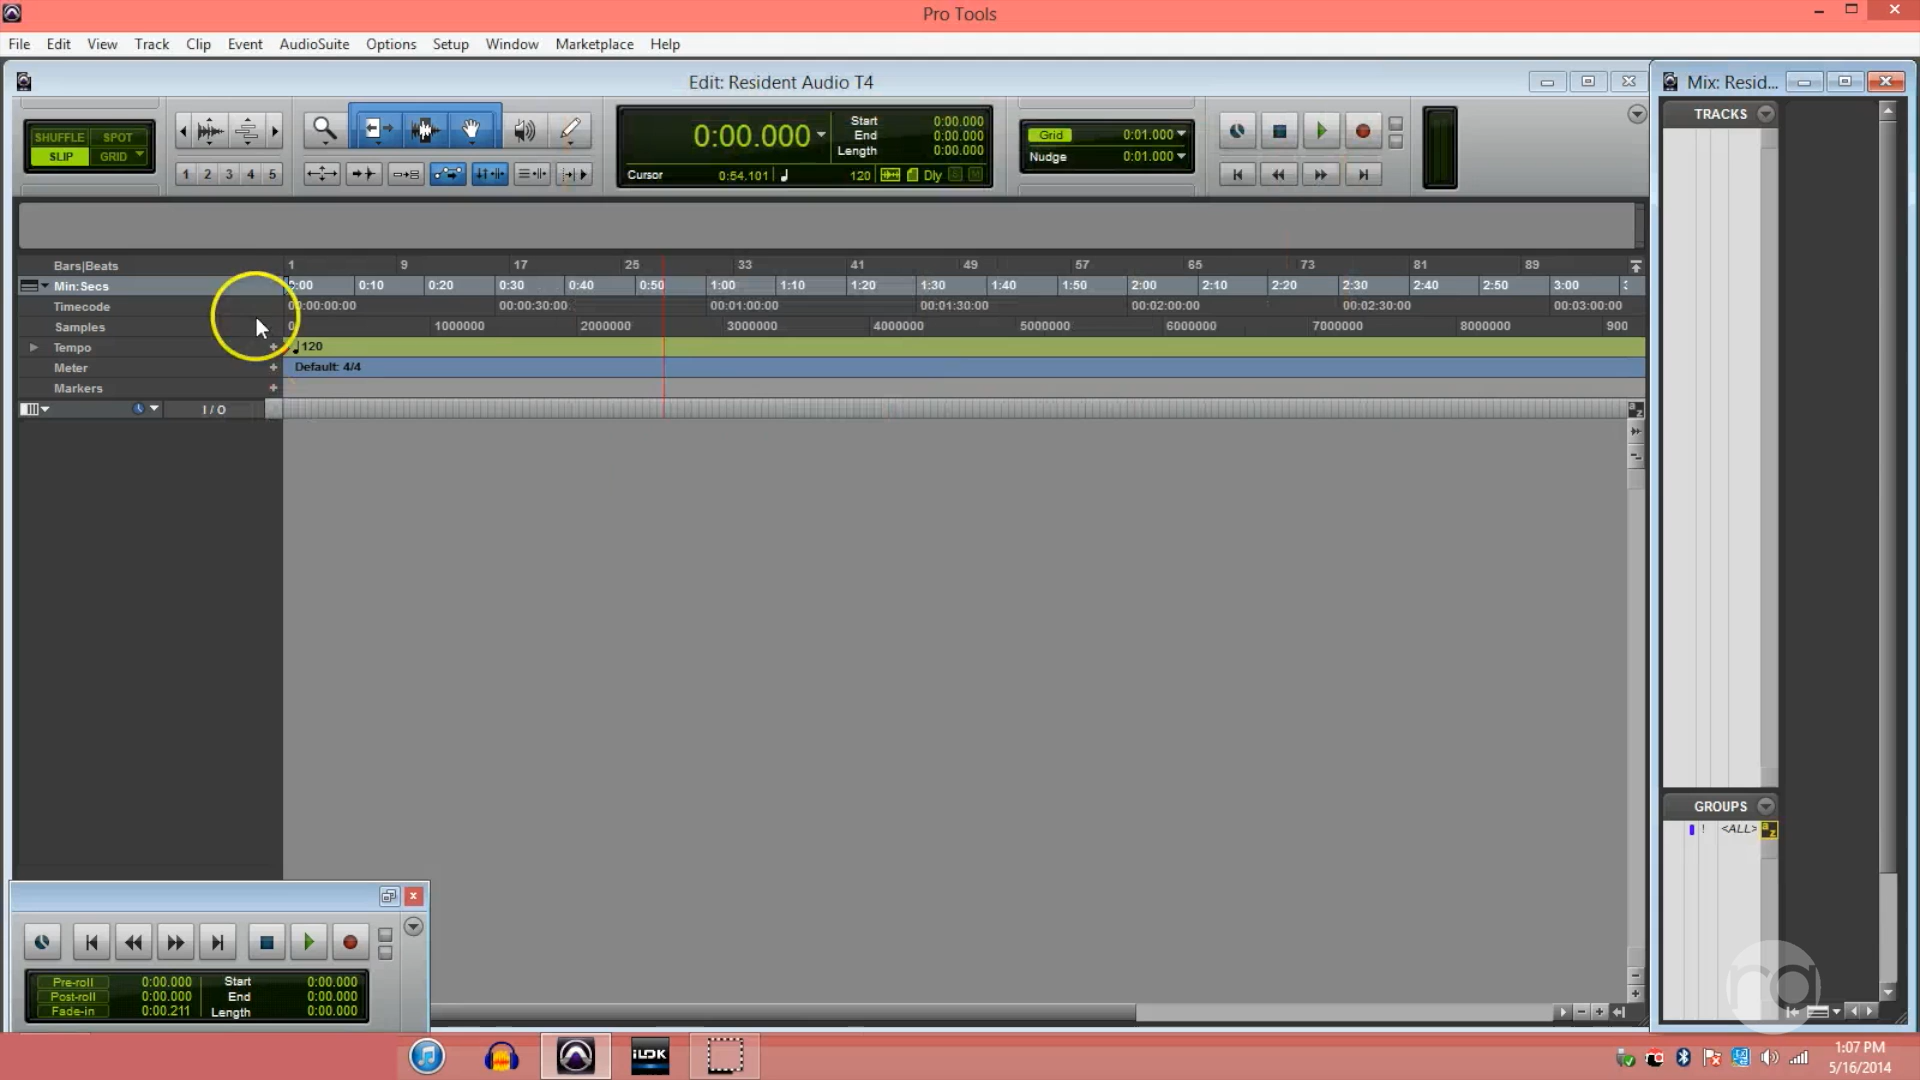 Pro Tools
File Edit View Track Clip Event AudioSuite Options Setup Window Marketplace Help
Edit: Resident Audio T4
Mix: Resid...
SHUFFLE SPOT
SLIP GRID
1 2 3 4 5
0:00.000
Start 0:00.000
End 0:00.000
Length 0:00.000
Cursor 0:54.101 120 Dly
Grid 0:01.000
Nudge 0:01.000
TRACKS
Bars|Beats 1 9 17 25 33 41 49 57 65 73 81 89
Min:Secs 0:00 0:10 0:20 0:30 0:40 0:50 1:00 1:10 1:20 1:30 1:40 1:50 2:00 2:10 2:20 2:30 2:40 2:50 3:00
Timecode 00:00:00:00 00:00:30:00 00:01:00:00 00:01:30:00 00:02:00:00 00:02:30:00 00:03:00:00
Samples 0 1000000 2000000 3000000 4000000 5000000 6000000 7000000 8000000 900
Tempo + 120
Meter + Default: 4/4
Markers +
I / O
GROUPS
! <ALL>
Pre-roll 0:00.000 Start 0:00.000
Post-roll 0:00.000 End 0:00.000
Fade-in 0:00.211 Length 0:00.000
iLOK
1:07 PM
5/16/2014